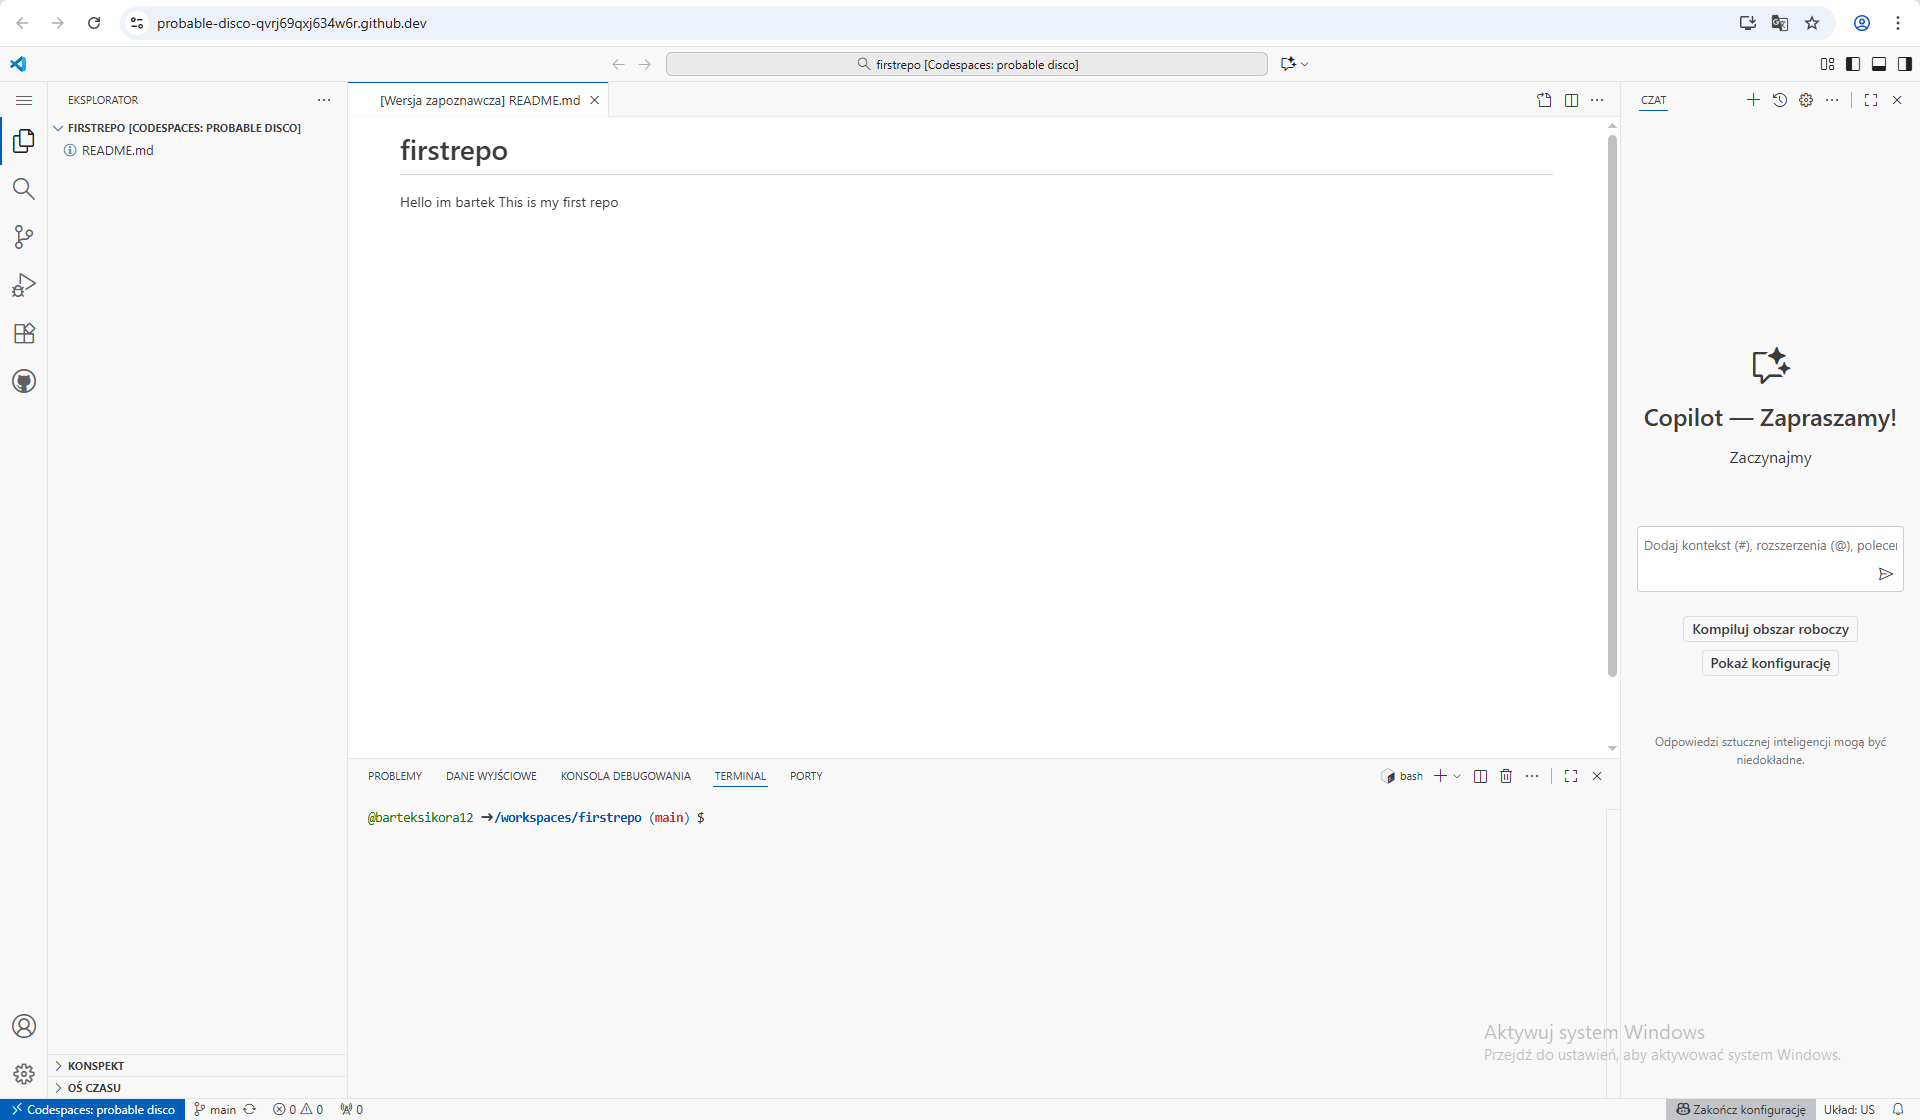 probable-disco-qvrj69qxj634w6r.github.dev
firstrepo [Codespaces: probable disco]
EKSPLORATOR
[Wersja zapoznawcza] README.md
CZAT
FIRSTREPO [CODESPACES: PROBABLE DISCO]
README.md
firstrepo
Hello im bartek This is my first repo
Copilot — Zapraszamy!
Zaczynajmy
Dodaj kontekst (#), rozszerzenia (@), polecen
Kompiluj obszar roboczy
Pokaż konfigurację
Odpowiedzi sztucznej inteligencji mogą być
niedokładne.
PROBLEMY
DANE WYJŚCIOWE
KONSOLA DEBUGOWANIA
TERMINAL
PORTY
bash
@barteksikora12 ➜/workspaces/firstrepo (main) $
Aktywuj system Windows
Przejdź do ustawień, aby aktywować system Windows.
KONSPEKT
OŚ CZASU
Codespaces: probable disco
main
0
0
0
Zakończ konfigurację
Układ: US